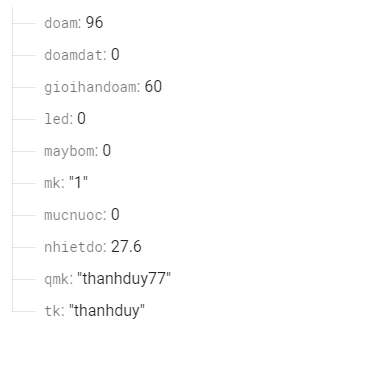 doam: 96
doamdat: 0
gioihandoam: 60
led: 0
maybom: 0
mk: "1"
mucnuoc: 0
nhietdo: 27.6
qmk: "thanhduy77"
tk: "thanhduy"